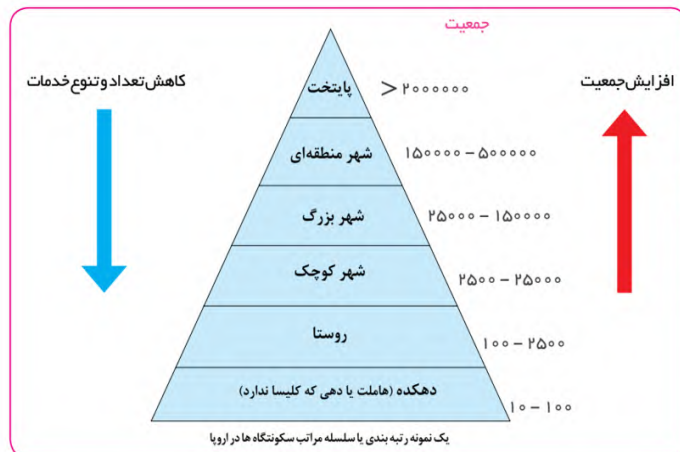 جمعیت
کاهش تعداد و تنوع خدمات
افزایش جمعیت
پایتخت
> ۲۰۰۰۰۰۰
شهر منطقه‌ای
۱۵۰۰۰۰ – ۵۰۰۰۰۰
شهر بزرگ
۲۵۰۰۰ – ۱۵۰۰۰۰
شهر کوچک
۲۵۰۰ – ۲۵۰۰۰
روستا
۱۰۰ – ۲۵۰۰
دهکده (هاملت یا دهی که کلیسا ندارد)
۱۰ – ۱۰۰
یک نمونه رتبه بندی یا سلسله مراتب سکونتگاه ها در اروپا